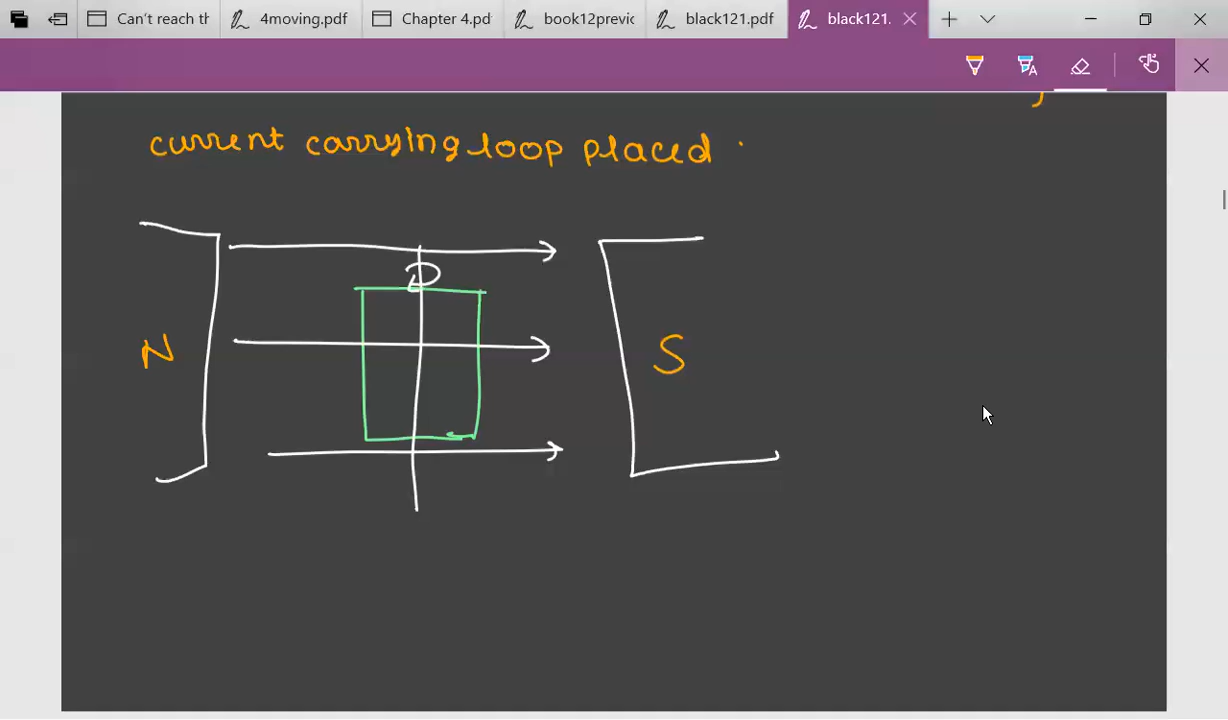 Can't reach th
4moving.pdf
Chapter 4.pd
book12previc
black121.pdf
black121.
current carrying loop placed
N
S